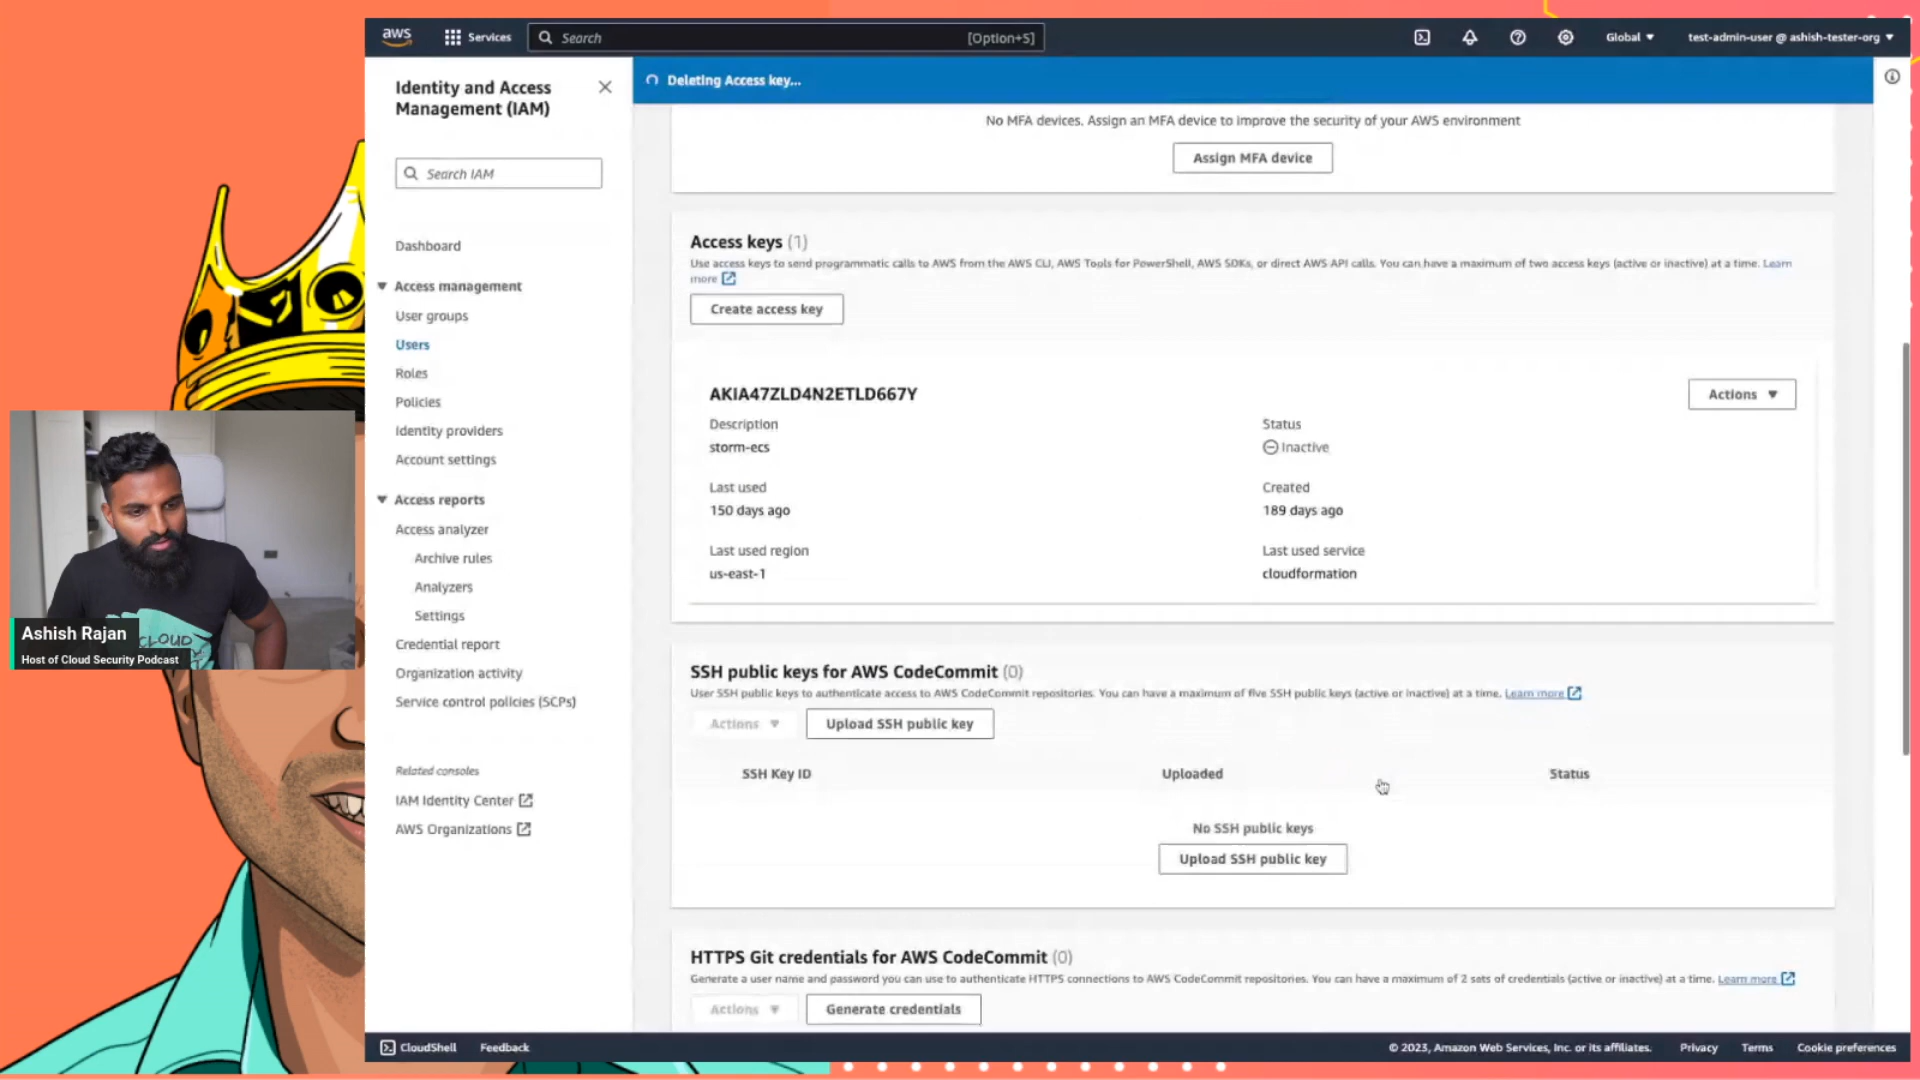 aws
Services
Search
[Option+S]
Global
test-admin-user @ ashish-tester-org
Identity and Access
Management (IAM)
Search IAM
Dashboard
Access management
User groups
Users
Roles
Policies
Identity providers
Account settings
Access reports
Access analyzer
Archive rules
Analyzers
Settings
Credential report
Organization activity
Service control policies (SCPs)
Related consoles
IAM Identity Center
AWS Organizations
Deleting Access key...
No MFA devices. Assign an MFA device to improve the security of your AWS environment
Assign MFA device
Access keys (1)
Use access keys to send programmatic calls to AWS from the AWS CLI, AWS Tools for PowerShell, AWS SDKs, or direct AWS API calls. You can have a maximum of two access keys (active or inactive) at a time. Learn
more
Create access key
AKIA47ZLD4N2ETLD667Y
Actions
Description
Status
storm-ecs
Inactive
Last used
Created
150 days ago
189 days ago
Last used region
Last used service
us-east-1
cloudformation
SSH public keys for AWS CodeCommit (0)
User SSH public keys to authenticate access to AWS CodeCommit repositories. You can have a maximum of five SSH public keys (active or inactive) at a time. Learn more
Actions
Upload SSH public key
SSH Key ID
Uploaded
Status
No SSH public keys
Upload SSH public key
HTTPS Git credentials for AWS CodeCommit (0)
Generate a user name and password you can use to authenticate HTTPS connections to AWS CodeCommit repositories. You can have a maximum of 2 sets of credentials (active or inactive) at a time. Learn more
Actions
Generate credentials
CLOUD
Ashish Rajan
Host of Cloud Security Podcast
CloudShell
Feedback
© 2023, Amazon Web Services, Inc. or its affiliates.
Privacy
Terms
Cookie preferences